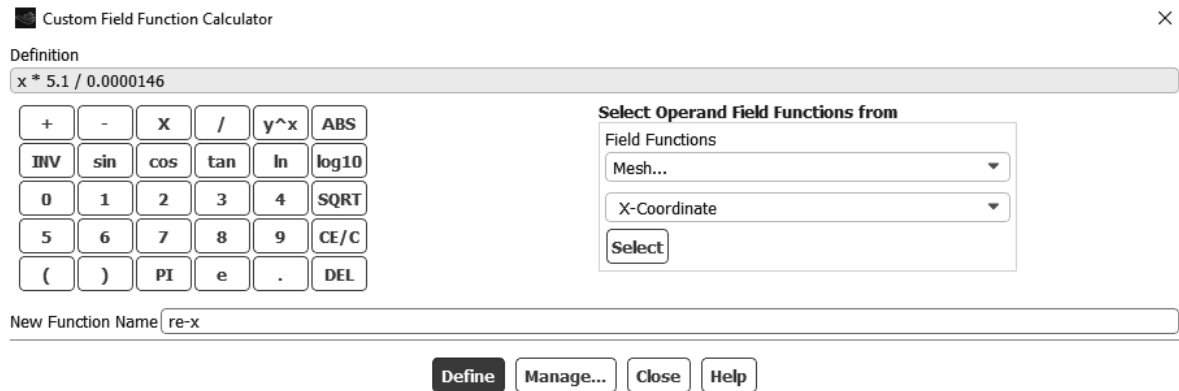 Custom Field Function Calculator
Definition
x * 5.1 / 0.0000146
+ - X / y^x ABS
INV sin cos tan ln log10
0 1 2 3 4 SQRT
5 6 7 8 9 CE/C
( ) PI e . DEL
Select Operand Field Functions from
Field Functions
Mesh...
X-Coordinate
Select
New Function Name re-x
Define Manage... Close Help